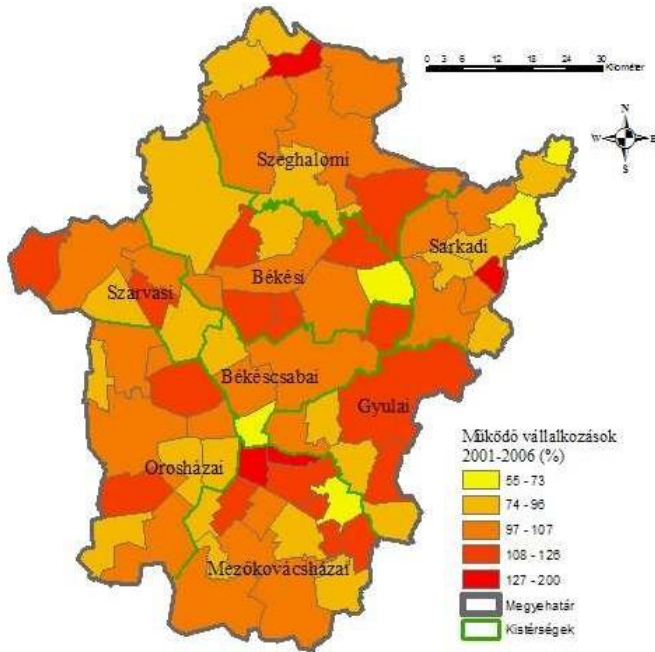 0 3 6 12 18 24 30
Kilométer
N
W E
S
Szeghalomi
Sarkadi
Békési
Szarvasi
Békéscsabai
Gyulai
Orosházai
Mezőkovácsházai
Működő vállalkozások
2001-2006 (%)
55 - 73
74 - 96
97 - 107
108 - 126
127 - 200
Megyehatár
Kistérségek